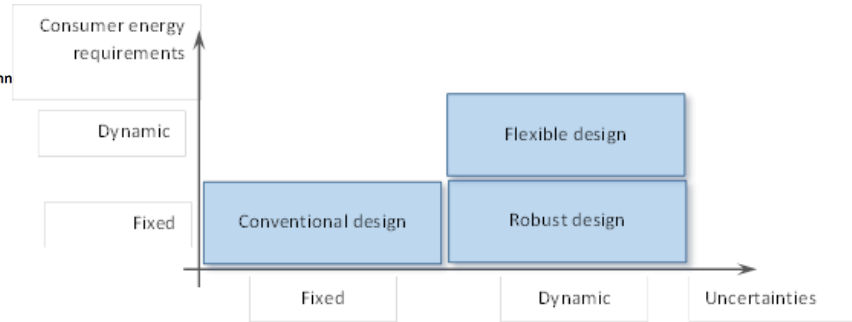 Consumer energy
requirements
Dynamic
Flexible design
Fixed
Conventional design
Robust design
Fixed
Dynamic
Uncertainties